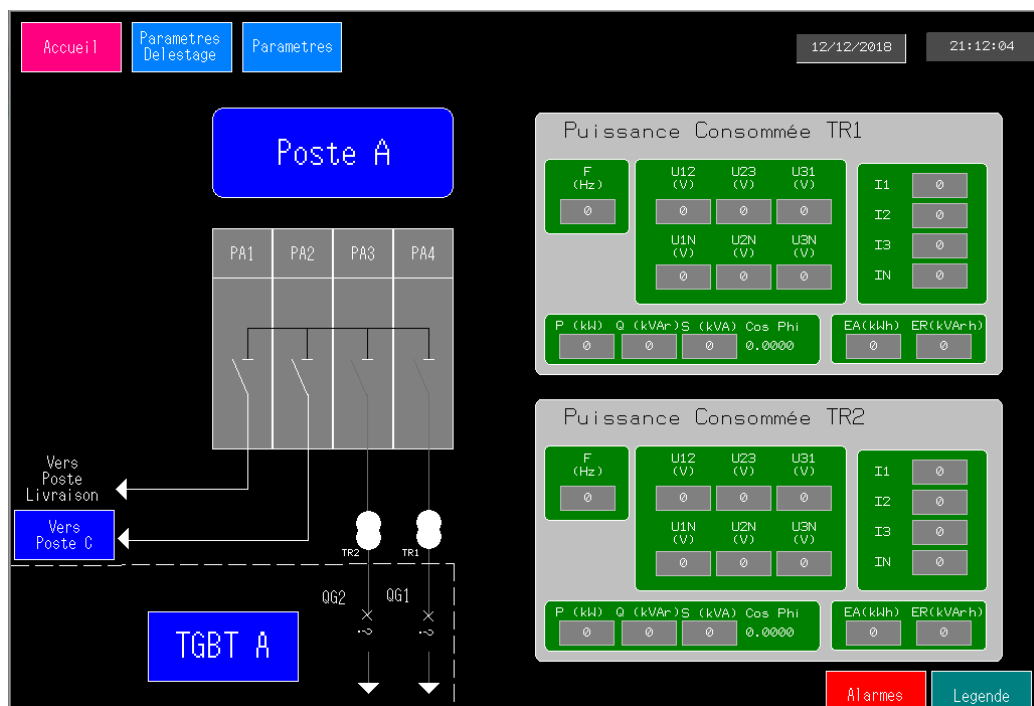 Accueil
Parametres
Delestage
Parametres
12/12/2018
21:12:04
Poste A
PA1 PA2 PA3 PA4
Vers
Poste
Livraison
Vers
Poste C
TR2 TR1
QG2 QG1
TGBT A
Puissance Consommée TR1
F
(Hz)
0
U12 U23 U31
(V) (V) (V)
0 0 0
U1N U2N U3N
(V) (V) (V)
0 0 0
I1 0
I2 0
I3 0
IN 0
P (kW) Q (kVAr) S (kVA) Cos Phi
0 0 0 0.0000
EA(kWh) ER(kVArh)
0 0
Puissance Consommée TR2
F
(Hz)
0
U12 U23 U31
(V) (V) (V)
0 0 0
U1N U2N U3N
(V) (V) (V)
0 0 0
I1 0
I2 0
I3 0
IN 0
P (kW) Q (kVAr) S (kVA) Cos Phi
0 0 0 0.0000
EA(kWh) ER(kVArh)
0 0
Alarmes
Legende